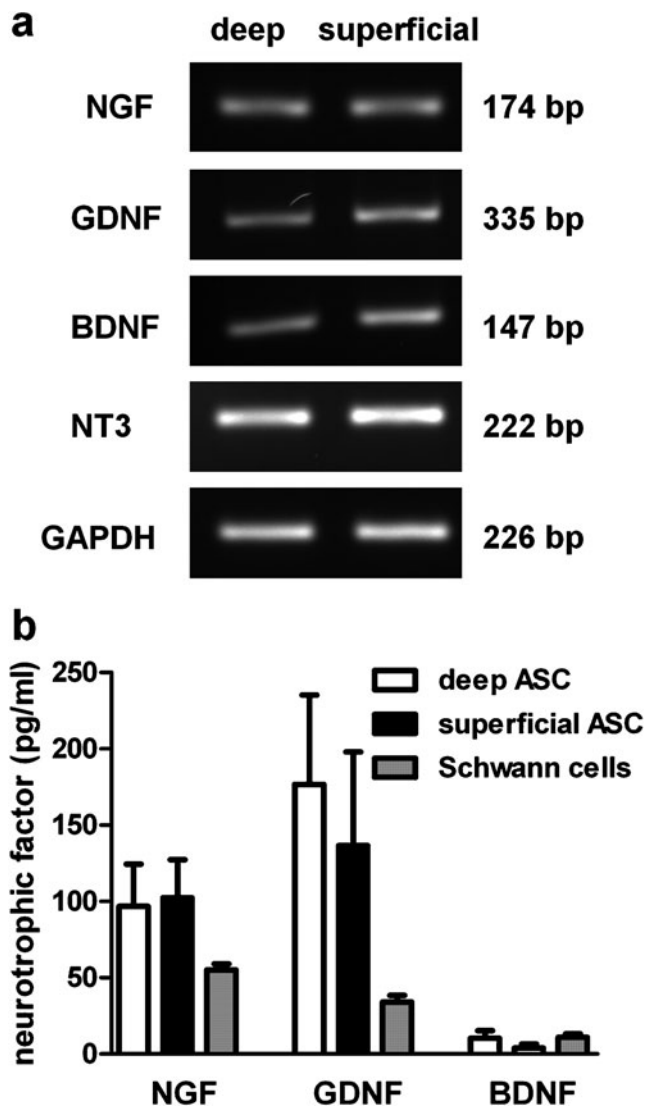 a
deep superficial
NGF 174 bp
GDNF 335 bp
BDNF 147 bp
NT3 222 bp
GAPDH 226 bp
b
neurotrophic factor (pg/ml)
250
200
150
100
50
0
deep ASC
superficial ASC
Schwann cells
NGF GDNF BDNF